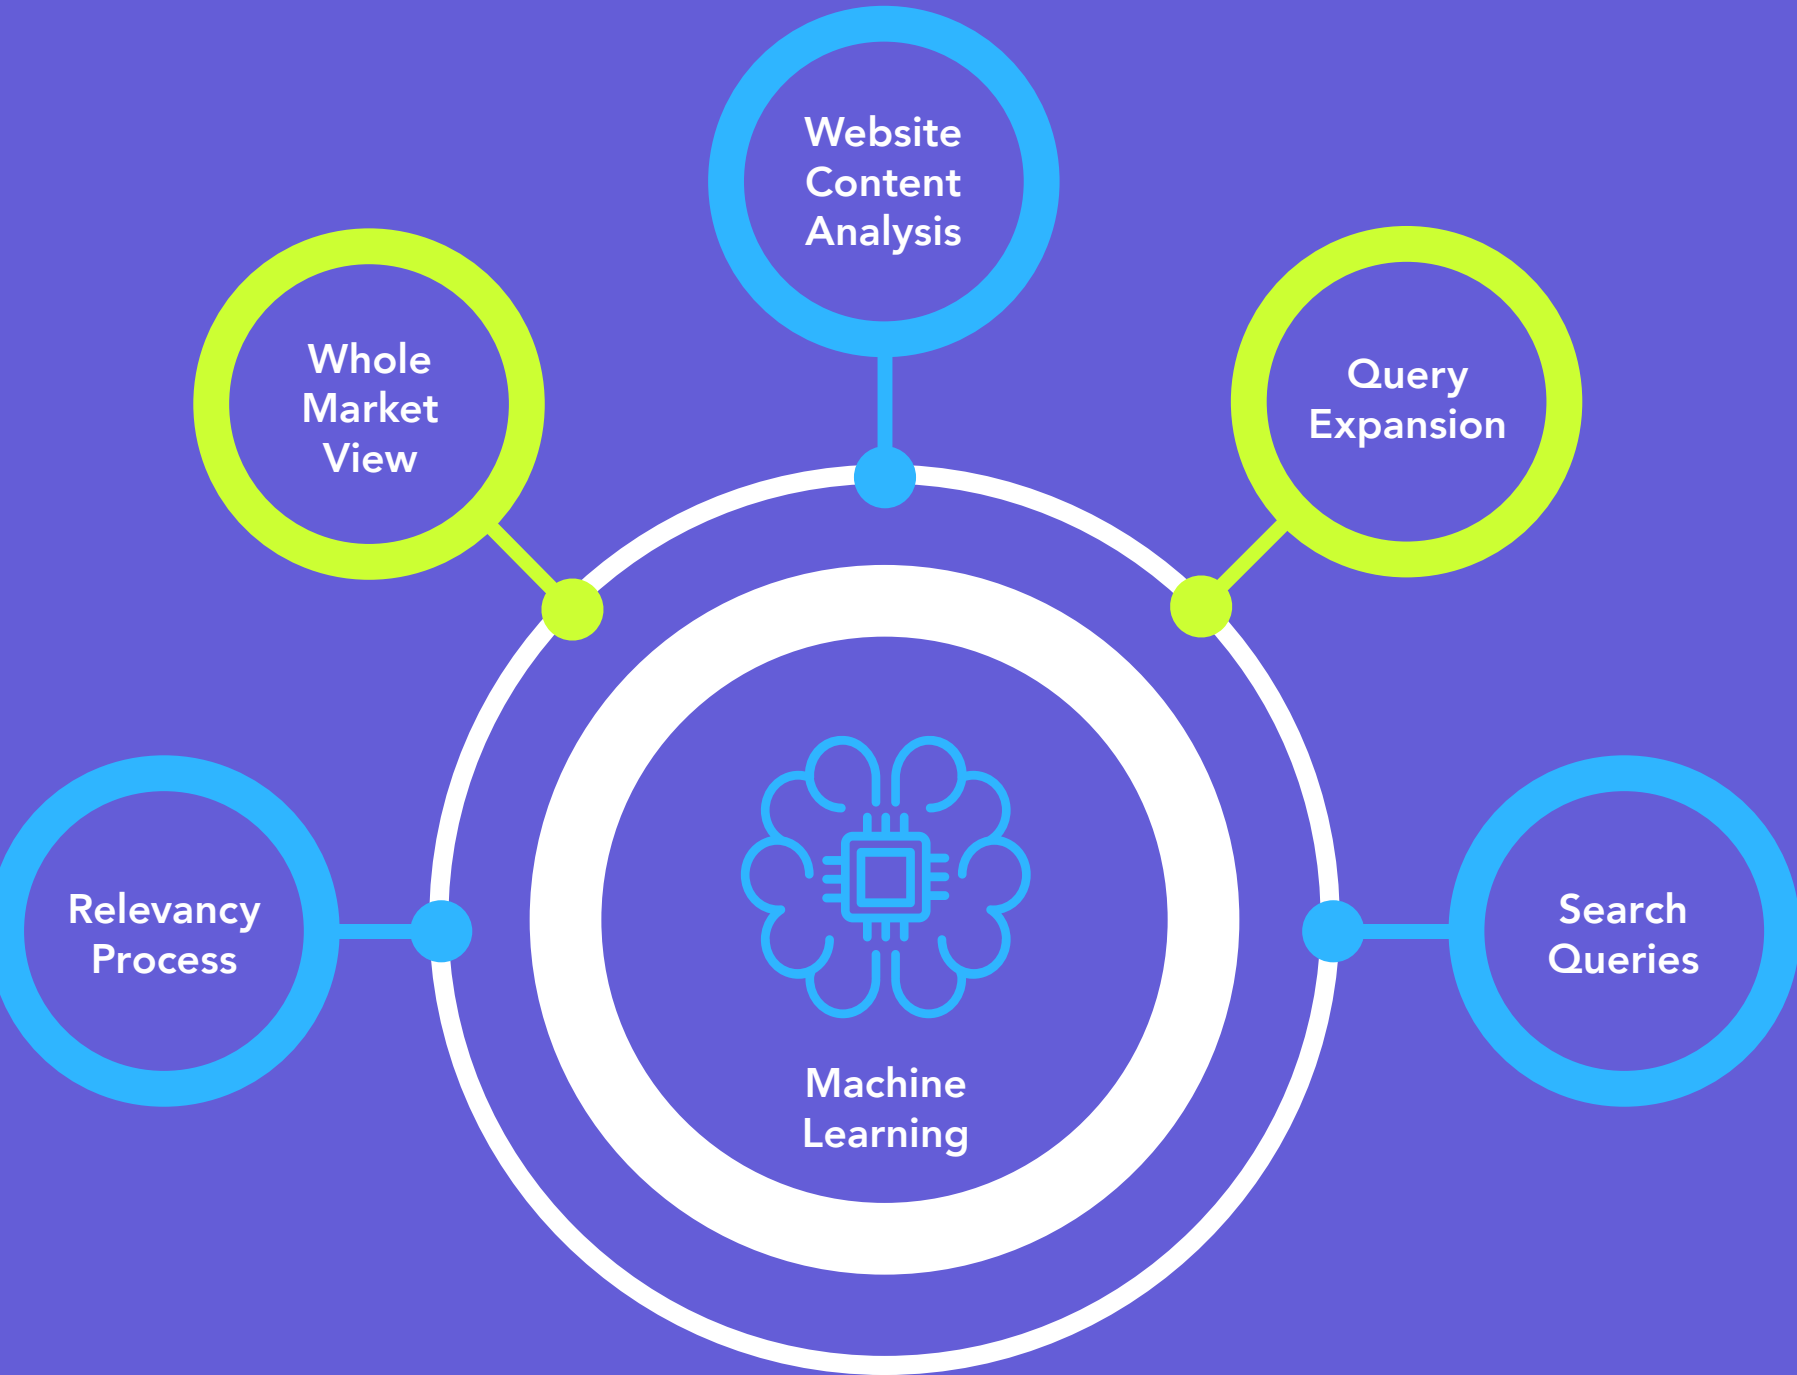 Website
Content
Analysis
Whole
Market
View
Query
Expansion
Relevancy
Process
Search
Queries
Machine
Learning